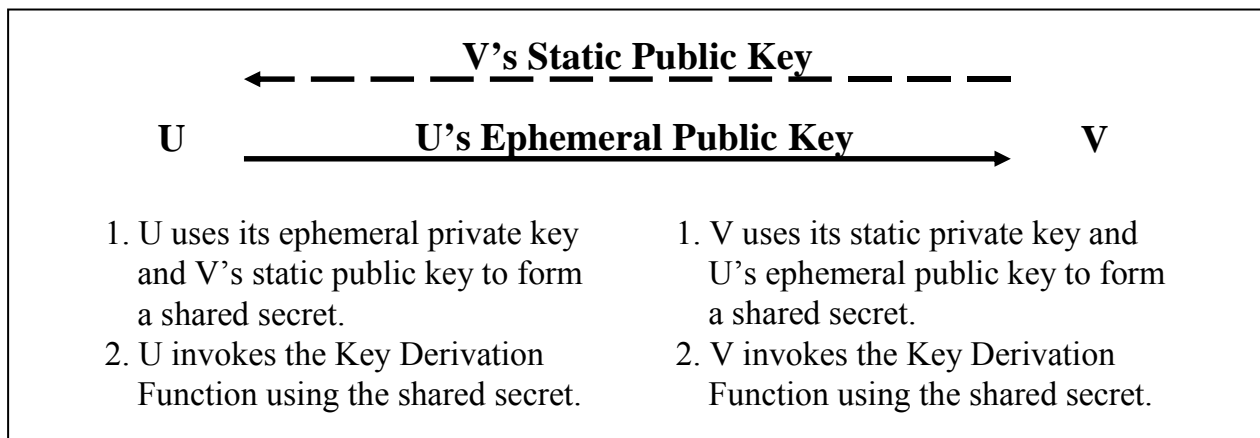 V’s Static Public Key
U
U’s Ephemeral Public Key
V
1. U uses its ephemeral private key
and V’s static public key to form
a shared secret.
2. U invokes the Key Derivation
Function using the shared secret.
1. V uses its static private key and
U’s ephemeral public key to form
a shared secret.
2. V invokes the Key Derivation
Function using the shared secret.